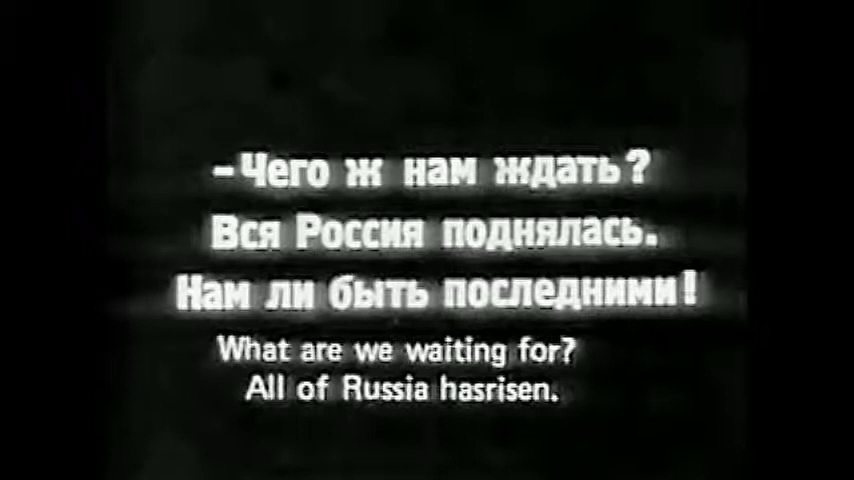 -Чего ж нам ждать?
Вся Россия поднялась.
Нам ли быть последними!
What are we waiting for?
All of Russia hasrisen.